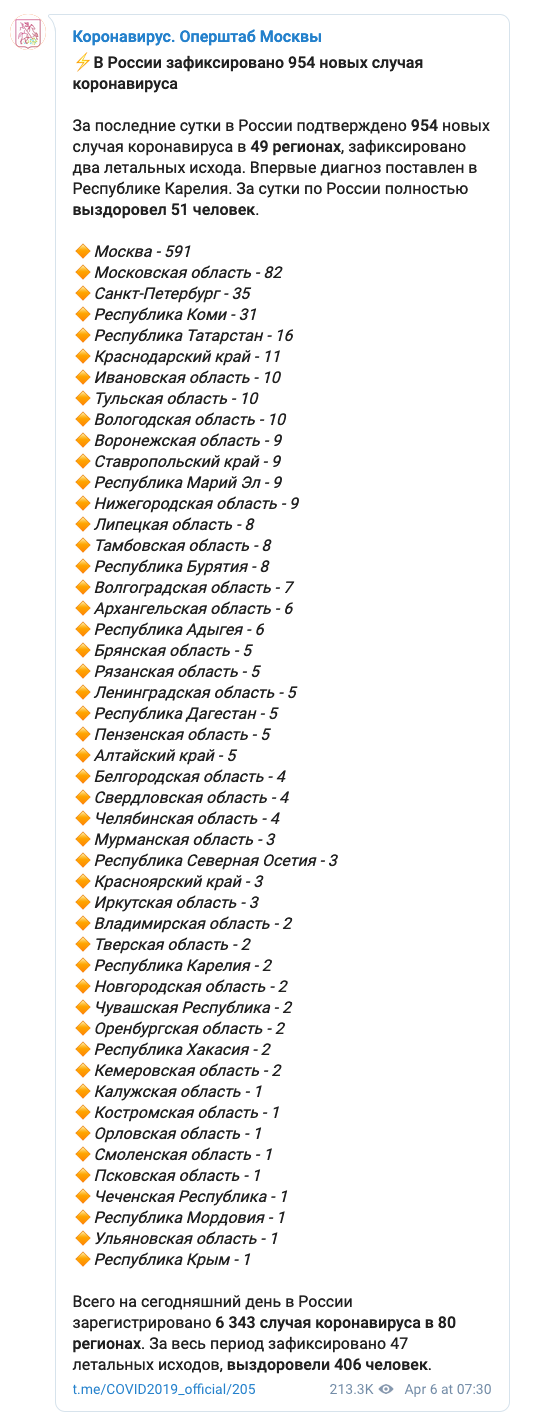 Коронавирус. Оперштаб Москвы
⚡В России зафиксировано 954 новых случая
коронавируса
За последние сутки в России подтверждено 954 новых
случая коронавируса в 49 регионах, зафиксировано
два летальных исхода. Впервые диагноз поставлен в
Республике Карелия. За сутки по России полностью
выздоровел 51 человек.
🔶 Москва - 591
🔶 Московская область - 82
🔶 Санкт-Петербург - 35
🔶 Республика Коми - 31
🔶 Республика Татарстан - 16
🔶 Краснодарский край - 11
🔶 Ивановская область - 10
🔶 Тульская область - 10
🔶 Вологодская область - 10
🔶 Воронежская область - 9
🔶 Ставропольский край - 9
🔶 Республика Марий Эл - 9
🔶 Нижегородская область - 9
🔶 Липецкая область - 8
🔶 Тамбовская область - 8
🔶 Республика Бурятия - 8
🔶 Волгоградская область - 7
🔶 Архангельская область - 6
🔶 Республика Адыгея - 6
🔶 Брянская область - 5
🔶 Рязанская область - 5
🔶 Ленинградская область - 5
🔶 Республика Дагестан - 5
🔶 Пензенская область - 5
🔶 Алтайский край - 5
🔶 Белгородская область - 4
🔶 Свердловская область - 4
🔶 Челябинская область - 4
🔶 Мурманская область - 3
🔶 Республика Северная Осетия - 3
🔶 Красноярский край - 3
🔶 Иркутская область - 3
🔶 Владимирская область - 2
🔶 Тверская область - 2
🔶 Республика Карелия - 2
🔶 Новгородская область - 2
🔶 Чувашская Республика - 2
🔶 Оренбургская область - 2
🔶 Республика Хакасия - 2
🔶 Кемеровская область - 2
🔶 Калужская область - 1
🔶 Костромская область - 1
🔶 Орловская область - 1
🔶 Смоленская область - 1
🔶 Псковская область - 1
🔶 Чеченская Республика - 1
🔶 Республика Мордовия - 1
🔶 Ульяновская область - 1
🔶 Республика Крым - 1
Всего на сегодняшний день в России
зарегистрировано 6 343 случая коронавируса в 80
регионах. За весь период зафиксировано 47
летальных исходов, выздоровели 406 человек.
t.me/COVID2019_official/205 213.3K Apr 6 at 07:30